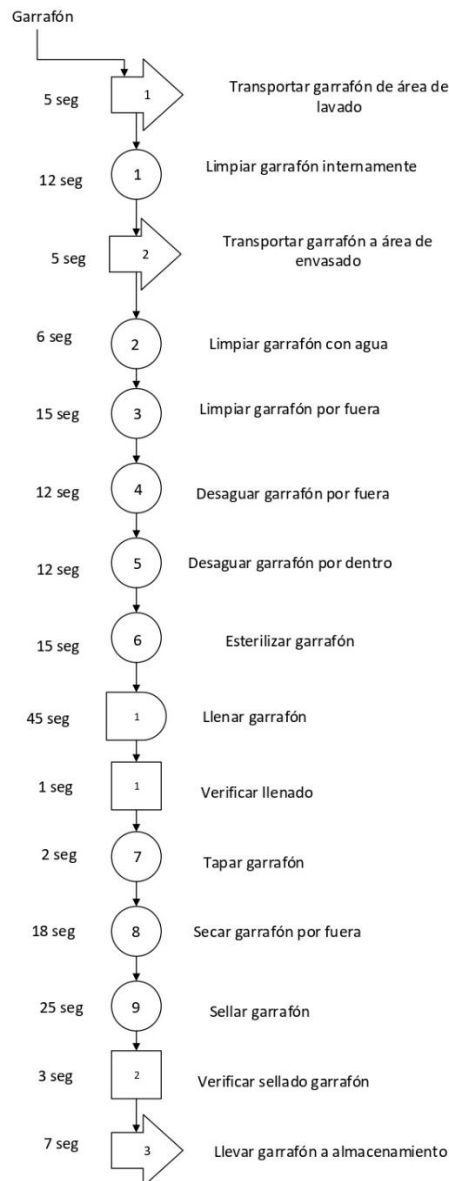 Garrafón
5 seg
1
Transportar garrafón de área de
lavado
12 seg
1
Limpiar garrafón internamente
5 seg
2
Transportar garrafón a área de
envasado
6 seg
2
Limpiar garrafón con agua
15 seg
3
Limpiar garrafón por fuera
12 seg
4
Desaguar garrafón por fuera
12 seg
5
Desaguar garrafón por dentro
15 seg
6
Esterilizar garrafón
45 seg
1
Llenar garrafón
1 seg
1
Verificar llenado
2 seg
7
Tapar garrafón
18 seg
8
Secar garrafón por fuera
25 seg
9
Sellar garrafón
3 seg
2
Verificar sellado garrafón
7 seg
3
Llevar garrafón a almacenamiento